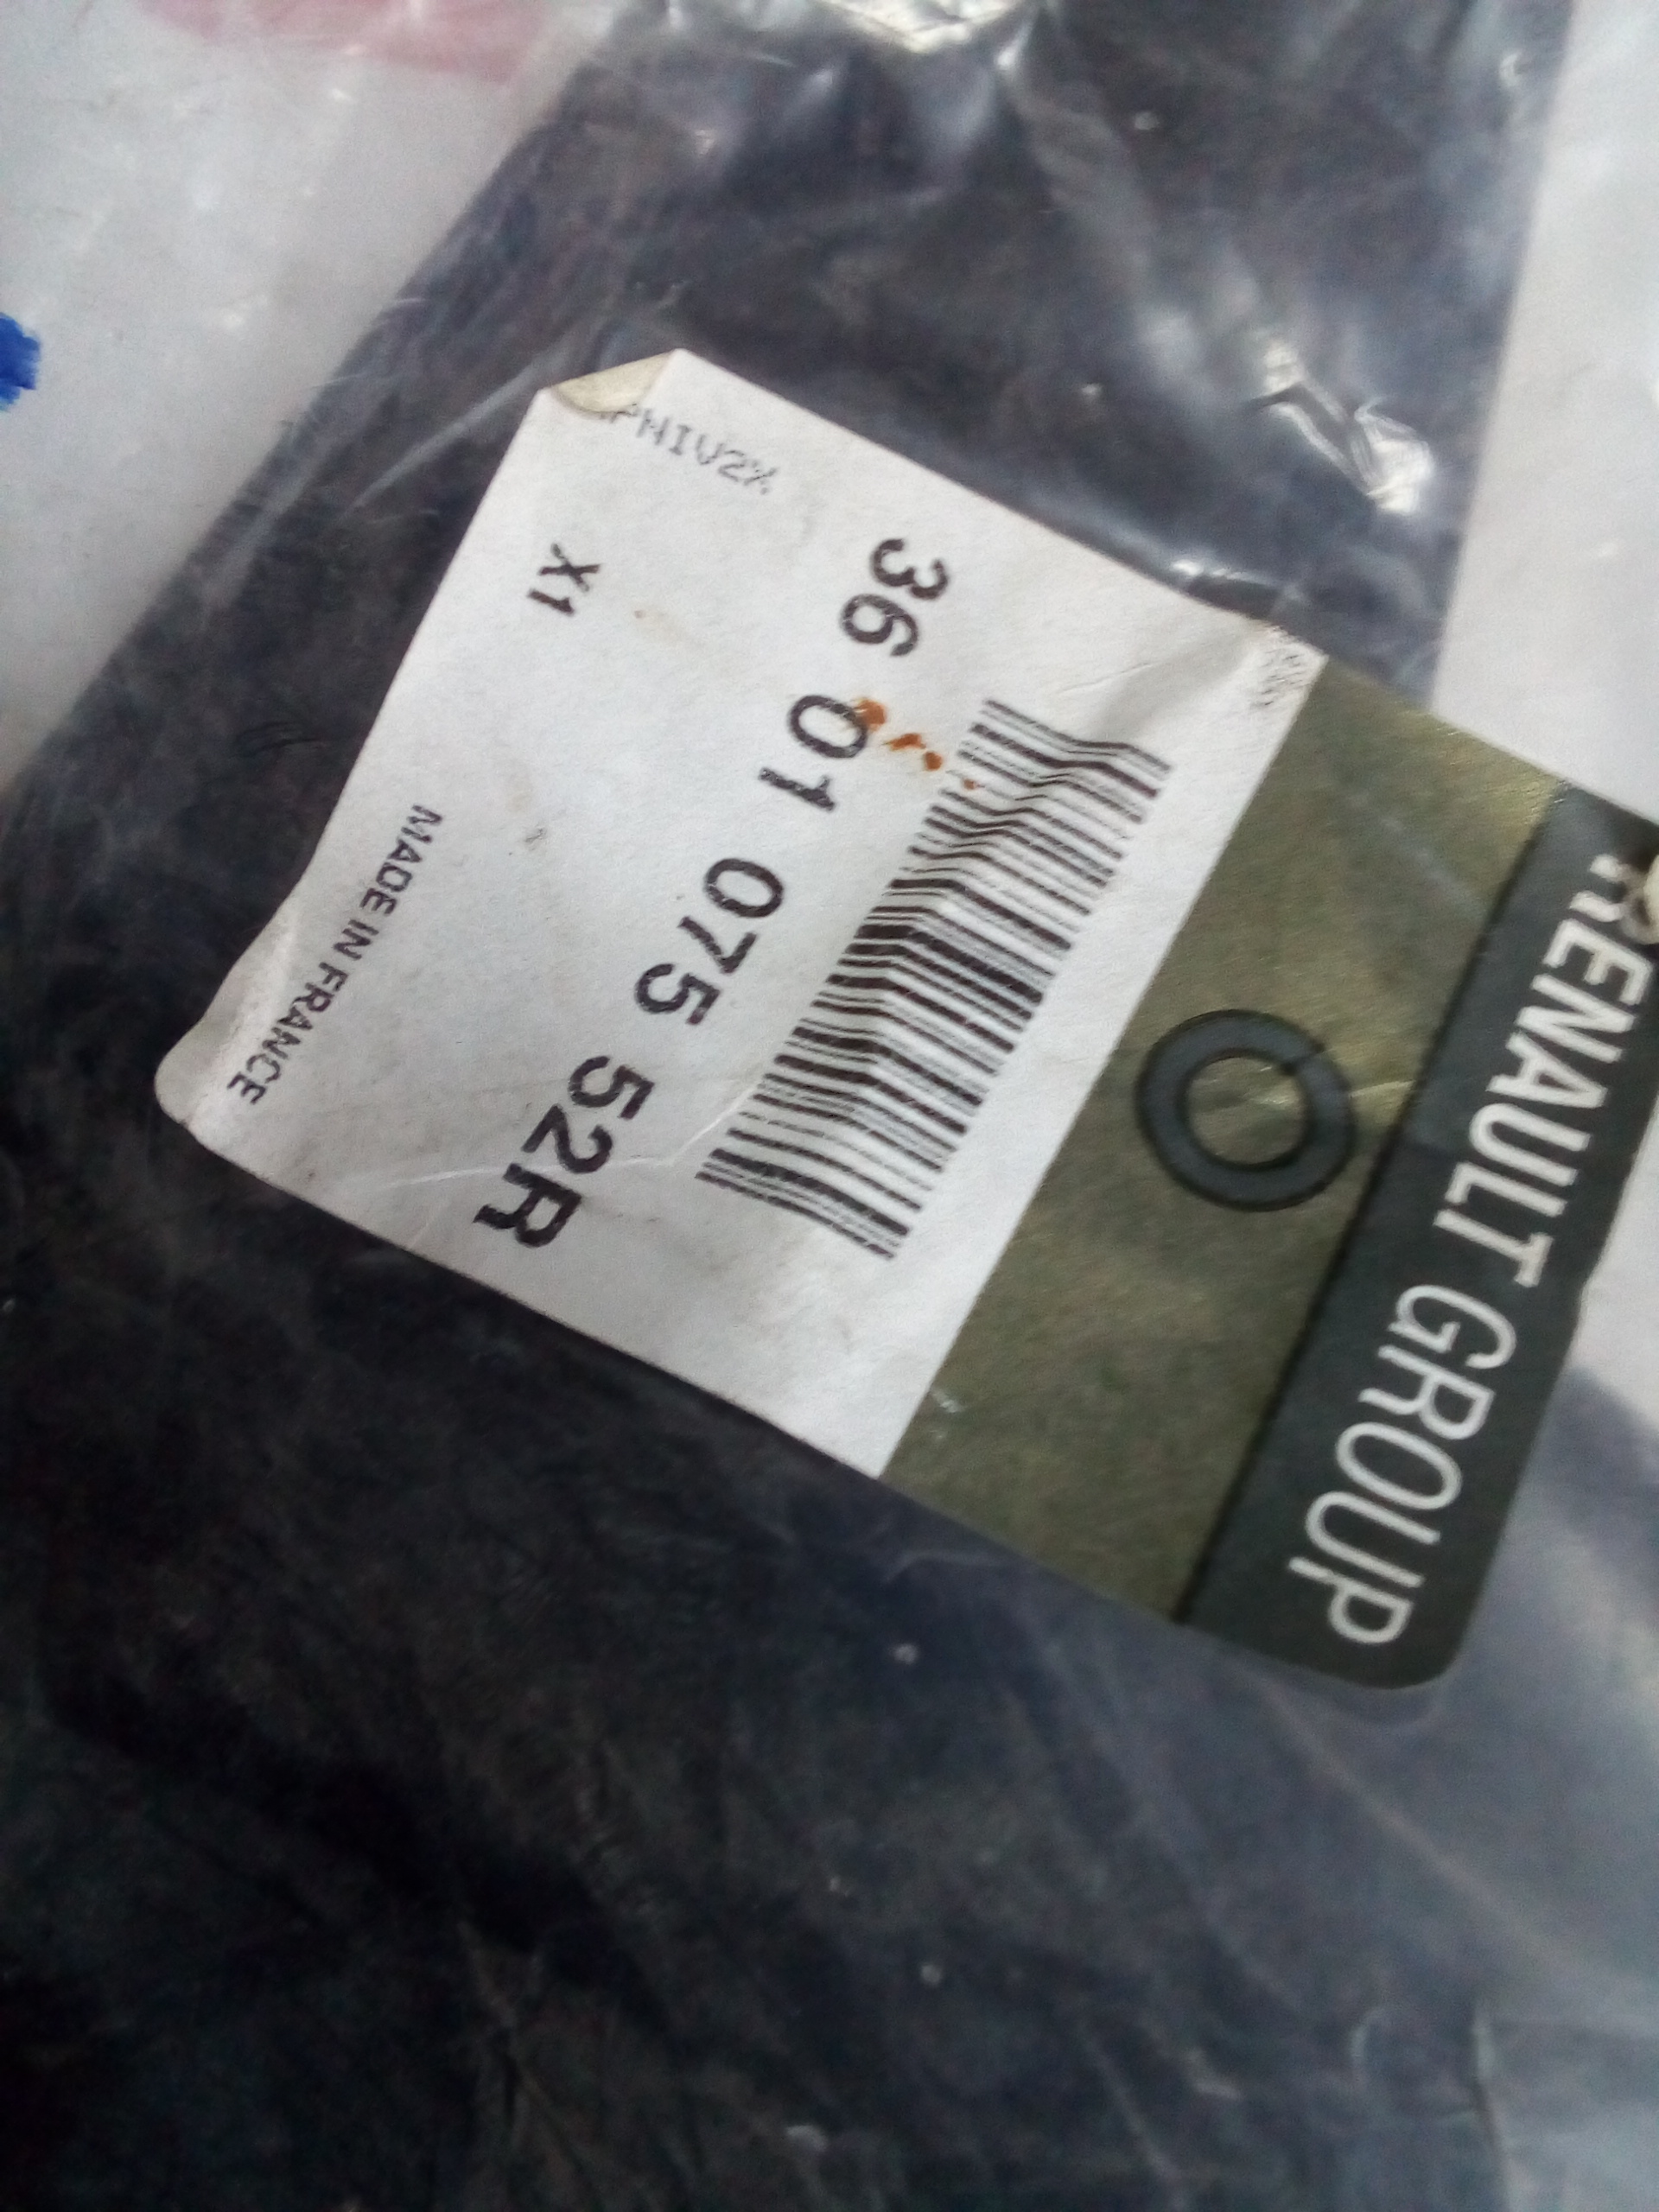 RENAULT GROUP
36 01 075 52R
X1
MADE IN FRANCE